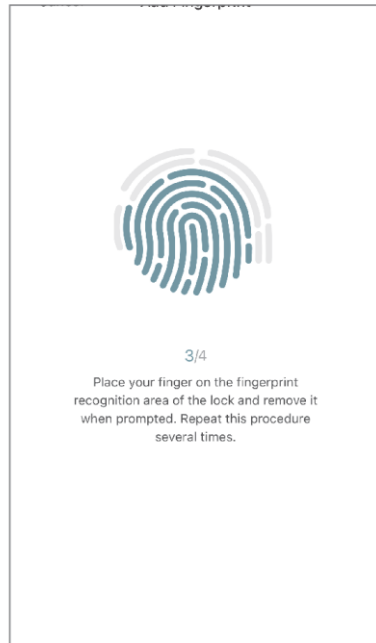 3/4
Place your finger on the fingerprint
recognition area of the lock and remove it
when prompted. Repeat this procedure
several times.